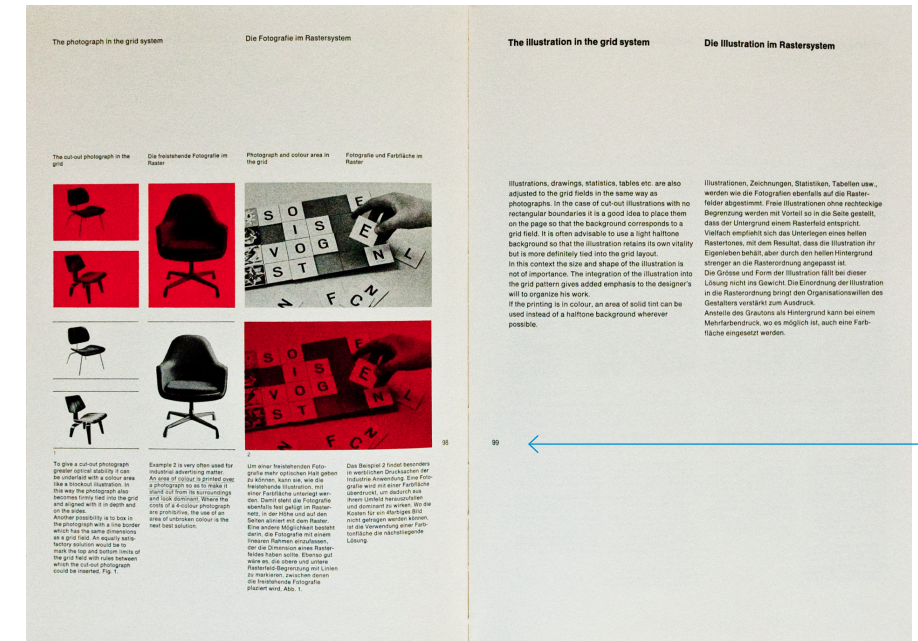 The photograph in the grid system
Die Fotografie im Rastersystem
The cut-out photograph in the
grid
Die freistehende Fotografie im
Raster
Photograph and colour area in
the grid
Fotografie und Farbfläche im
Raster
S O E
I S
V O G E
S T N L
N F C N
S O E
I S
V O G E
S T N L
F C N
1
2
98
To give a cut-out photograph
greater optical stability it can
be underlaid with a colour area
like a blockout illustration. In
this way the photograph also
becomes firmly tied into the grid
and aligned with it in depth and
on the sides.
Another possibility is to box in
the photograph with a line border
which has the same dimensions
as a grid field. An equally satis-
factory solution would be to
mark the top and bottom limits of
the grid field with rules between
which the cut-out photograph
could be inserted, Fig. 1.
Example 2 is very often used for
industrial advertising matter.
An area of colour is printed over
a photograph so as to make it
stand out from its surroundings
and look dominant. Where the
costs of a 4-colour photograph
are prohibitive, the use of an
area of unbroken colour is the
next best solution.
Um einer freistehenden Foto-
grafie mehr optischen Halt geben
zu können, kann sie, wie die
freistehende Illustration, mit
einer Farbfläche unterlegt wer-
den. Damit steht die Fotografie
ebenfalls fest gefügt im Raster-
netz, in der Höhe und auf den
Seiten aliniert mit dem Raster.
Eine andere Möglichkeit besteht
darin, die Fotografie mit einem
linearen Rahmen einzufassen,
der die Dimension eines Raster-
feldes haben sollte. Ebenso gut
wäre es, die obere und untere
Rasterfeld-Begrenzung mit Linien
zu markieren, zwischen denen
die freistehende Fotografie
plaziert wird, Abb. 1.
Das Beispiel 2 findet besonders
in werblichen Drucksachen der
Industrie Anwendung. Eine Foto-
grafie wird mit einer Farbfläche
überdruckt, um dadurch aus
ihrem Umfeld herauszufallen
und dominant zu wirken. Wo die
Kosten für ein 4farbiges Bild
nicht getragen werden können,
ist die Verwendung einer Farb-
tonfläche die nächstliegende
Lösung.
The illustration in the grid system
Die Illustration im Rastersystem
Illustrations, drawings, statistics, tables etc. are also
adjusted to the grid fields in the same way as
photographs. In the case of cut-out illustrations with no
rectangular boundaries it is a good idea to place them
on the page so that the background corresponds to a
grid field. It is often advisable to use a light halftone
background so that the illustration retains its own vitality
but is more definitely tied into the grid layout.
In this context the size and shape of the illustration is
not of importance. The integration of the illustration into
the grid pattern gives added emphasis to the designer's
will to organize his work.
If the printing is in colour, an area of solid tint can be
used instead of a halftone background wherever
possible.
Illustrationen, Zeichnungen, Statistiken, Tabellen usw.,
werden wie die Fotografien ebenfalls auf die Raster-
felder abgestimmt. Freie Illustrationen ohne rechteckige
Begrenzung werden mit Vorteil so in die Seite gestellt,
dass der Untergrund einem Rasterfeld entspricht.
Vielfach empfiehlt sich das Unterlegen eines hellen
Rastertones, mit dem Resultat, dass die Illustration ihr
Eigenleben behält, aber durch den hellen Hintergrund
strenger an die Rasterordnung angepasst ist.
Die Grösse und Form der Illustration fällt bei dieser
Lösung nicht ins Gewicht. Die Einordnung der Illustration
in die Rasterordnung bringt den Organisationswillen des
Gestalters verstärkt zum Ausdruck.
Anstelle des Grautons als Hintergrund kann bei einem
Mehrfarbendruck, wo es möglich ist, auch eine Farb-
fläche eingesetzt werden.
99